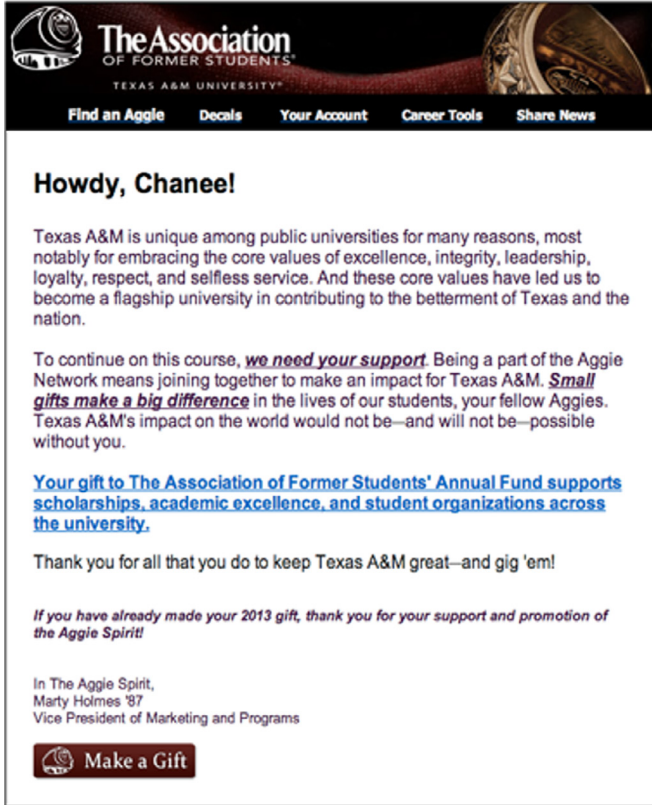 The Association
OF FORMER STUDENTS®
TEXAS A&M UNIVERSITY®
Find an Aggie Decals Your Account Career Tools Share News
Howdy, Chanee!
Texas A&M is unique among public universities for many reasons, most
notably for embracing the core values of excellence, integrity, leadership,
loyalty, respect, and selfless service. And these core values have led us to
become a flagship university in contributing to the betterment of Texas and the
nation.
To continue on this course, we need your support. Being a part of the Aggie
Network means joining together to make an impact for Texas A&M. Small
gifts make a big difference in the lives of our students, your fellow Aggies.
Texas A&M's impact on the world would not be—and will not be—possible
without you.
Your gift to The Association of Former Students' Annual Fund supports
scholarships, academic excellence, and student organizations across
the university.
Thank you for all that you do to keep Texas A&M great—and gig 'em!
If you have already made your 2013 gift, thank you for your support and promotion of
the Aggie Spirit!
In The Aggie Spirit,
Marty Holmes '87
Vice President of Marketing and Programs
Make a Gift